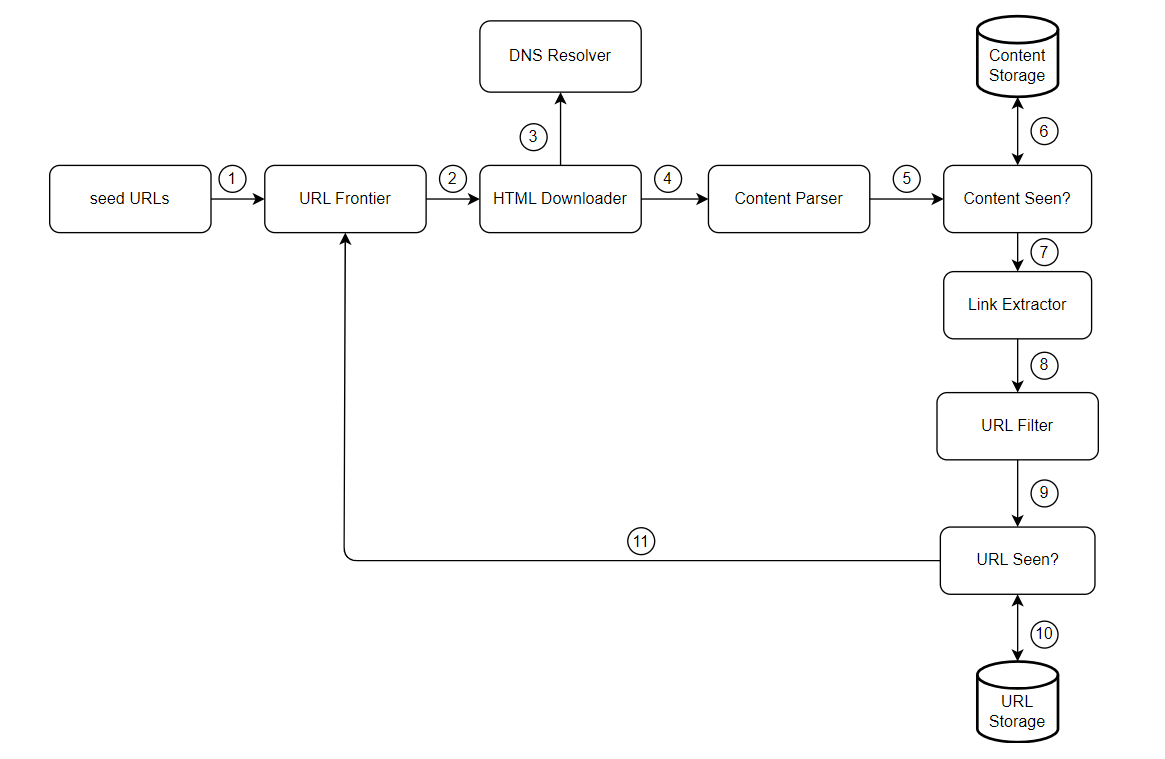 DNS Resolver
Content
Storage
3
6
1
2
4
5
seed URLs
URL Frontier
HTML Downloader
Content Parser
Content Seen?
7
Link Extractor
8
URL Filter
9
11
URL Seen?
10
URL
Storage